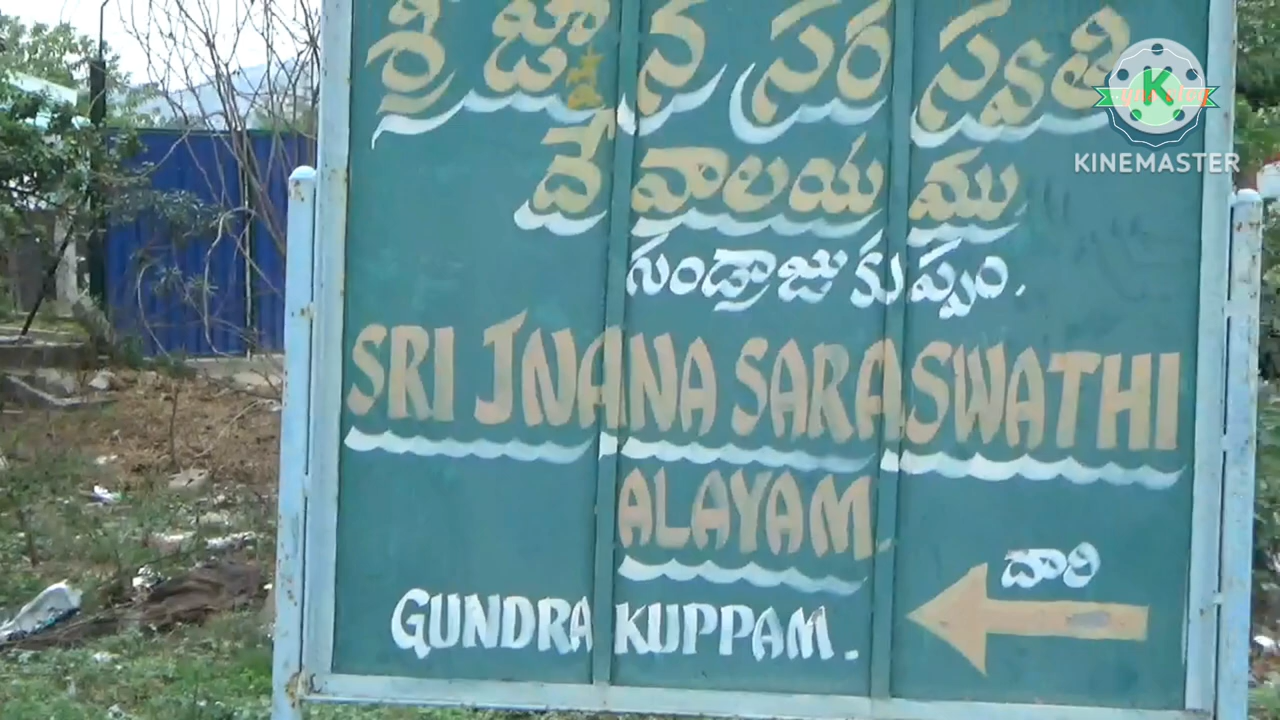 శ్రీ జ్ఞాన సరస్వతి
దేవాలయము
గుండ్రాజు కుప్పం.
SRI JNANA SARASWATHI
ALAYAM
దారి
GUNDRA KUPPAM.
K
KINEMASTER